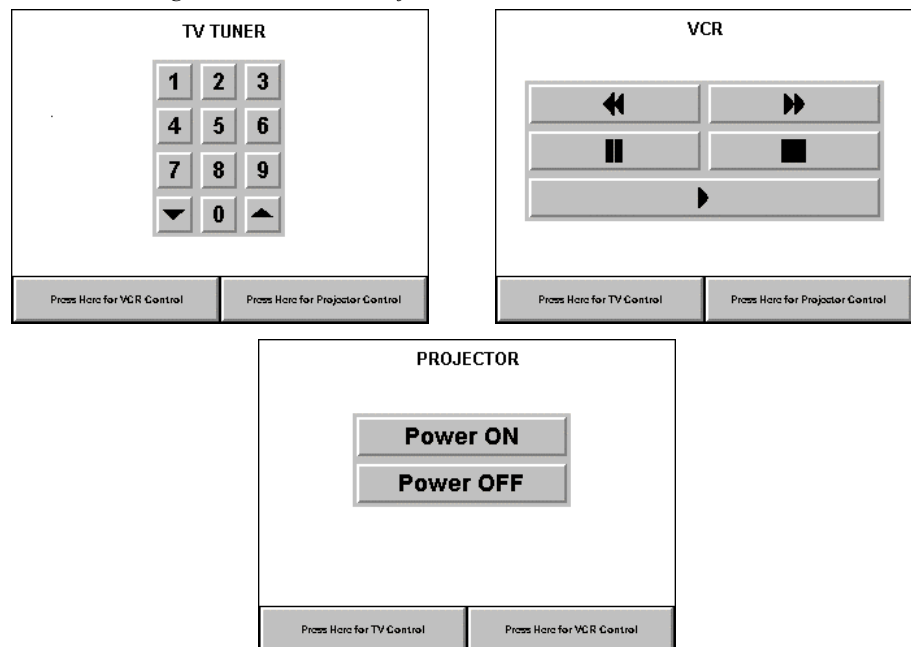 TV TUNER
1 2 3
4 5 6
7 8 9
0
Press Here for VCR Control
Press Here for Projector Control
VCR
Press Here for TV Control
Press Here for Projector Control
PROJECTOR
Power ON
Power OFF
Press Here for TV Control
Press Here for VCR Control